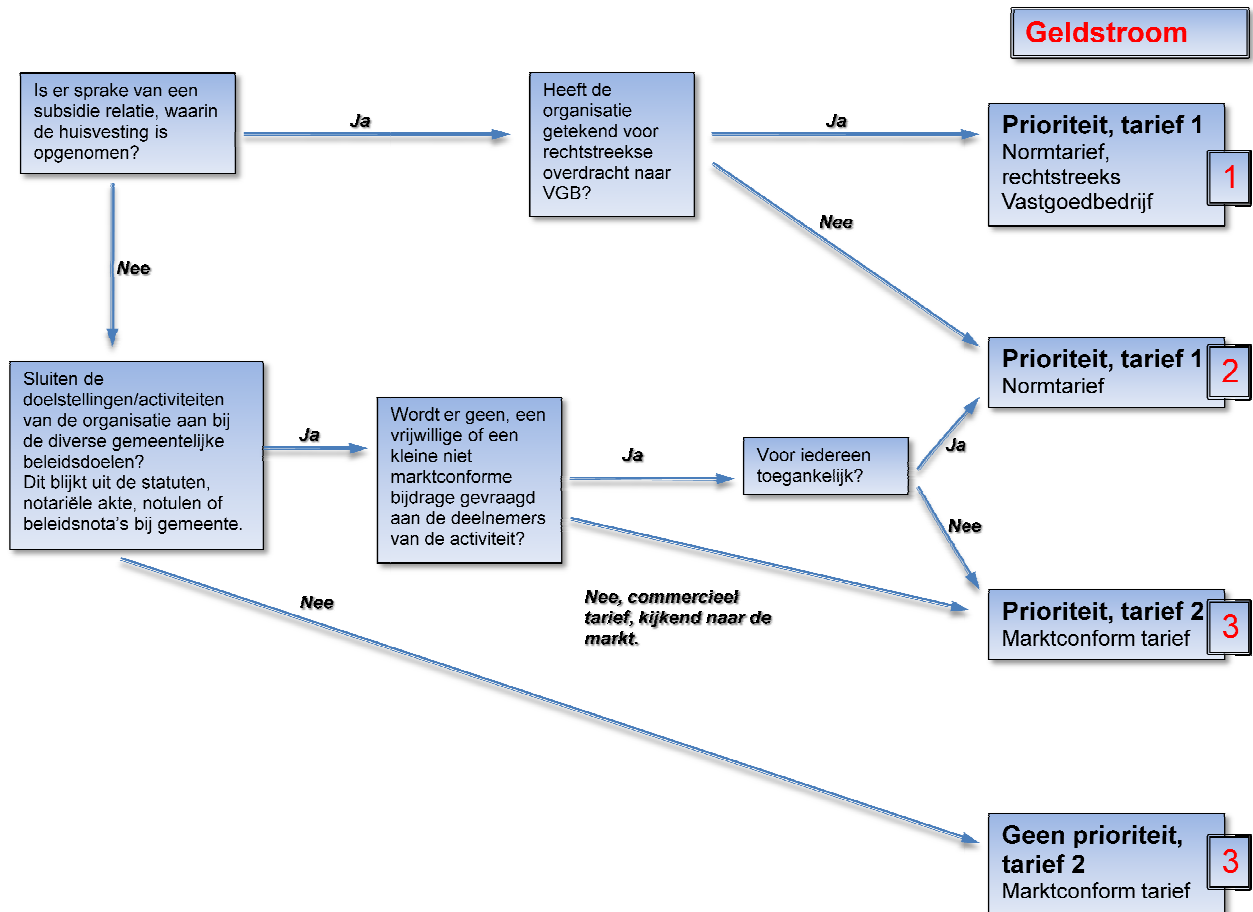 Geldstroom
Is er sprake van een
subsidie relatie, waarin
de huisvesting is
opgenomen?
Ja
Heeft de
organisatie
getekend voor
rechtstreekse
overdracht naar
VGB?
Ja
Prioriteit, tarief 1
Normtarief,
rechtstreeks
Vastgoedbedrijf
1
Nee
Nee
Prioriteit, tarief 1
Normtarief
2
Sluiten de
doelstellingen/activiteiten
van de organisatie aan bij
de diverse gemeentelijke
beleidsdoelen?
Dit blijkt uit de statuten,
notariële akte, notulen of
beleidsnota's bij gemeente.
Ja
Wordt er geen, een
vrijwillige of een
kleine niet
marktconforme
bijdrage gevraagd
aan de deelnemers
van de activiteit?
Ja
Voor iedereen
toegankelijk?
Ja
Nee
Nee
Nee, commercieel
tarief, kijkend naar de
markt.
Prioriteit, tarief 2
Marktconform tarief
3
Geen prioriteit,
tarief 2
Marktconform tarief
3